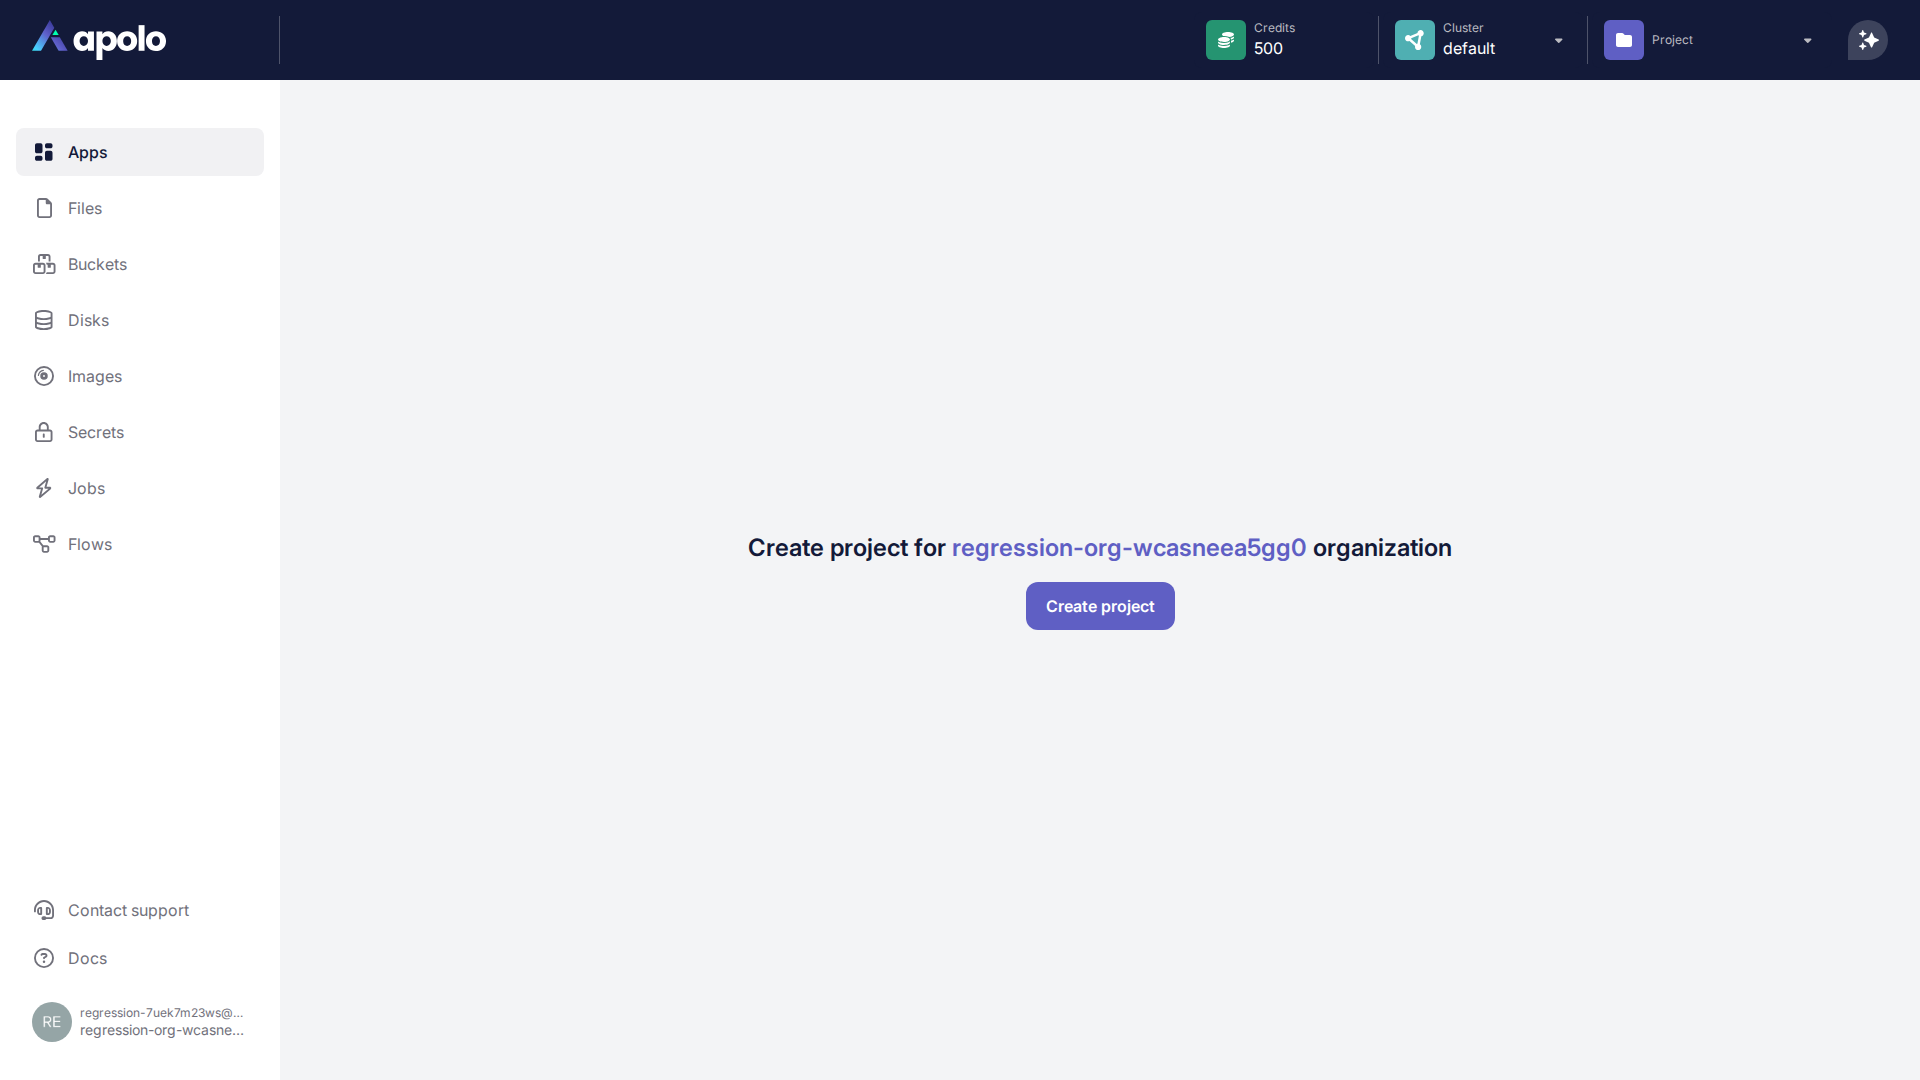 apolo
Credits
500
Cluster
default
Project
Apps
Files
Buckets
Disks
Images
Secrets
Jobs
Flows
Create project for regression-org-wcasneea5gg0 organization
Create project
Contact support
Docs
RE
regression-7uek7m23ws@...
regression-org-wcasne...